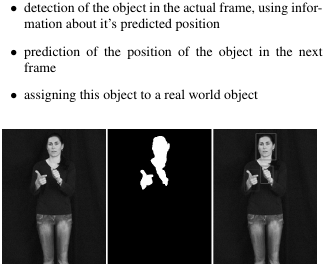 • detection of the object in the actual frame, using infor-
mation about it's predicted position
• prediction of the position of the object in the next
frame
• assigning this object to a real world object